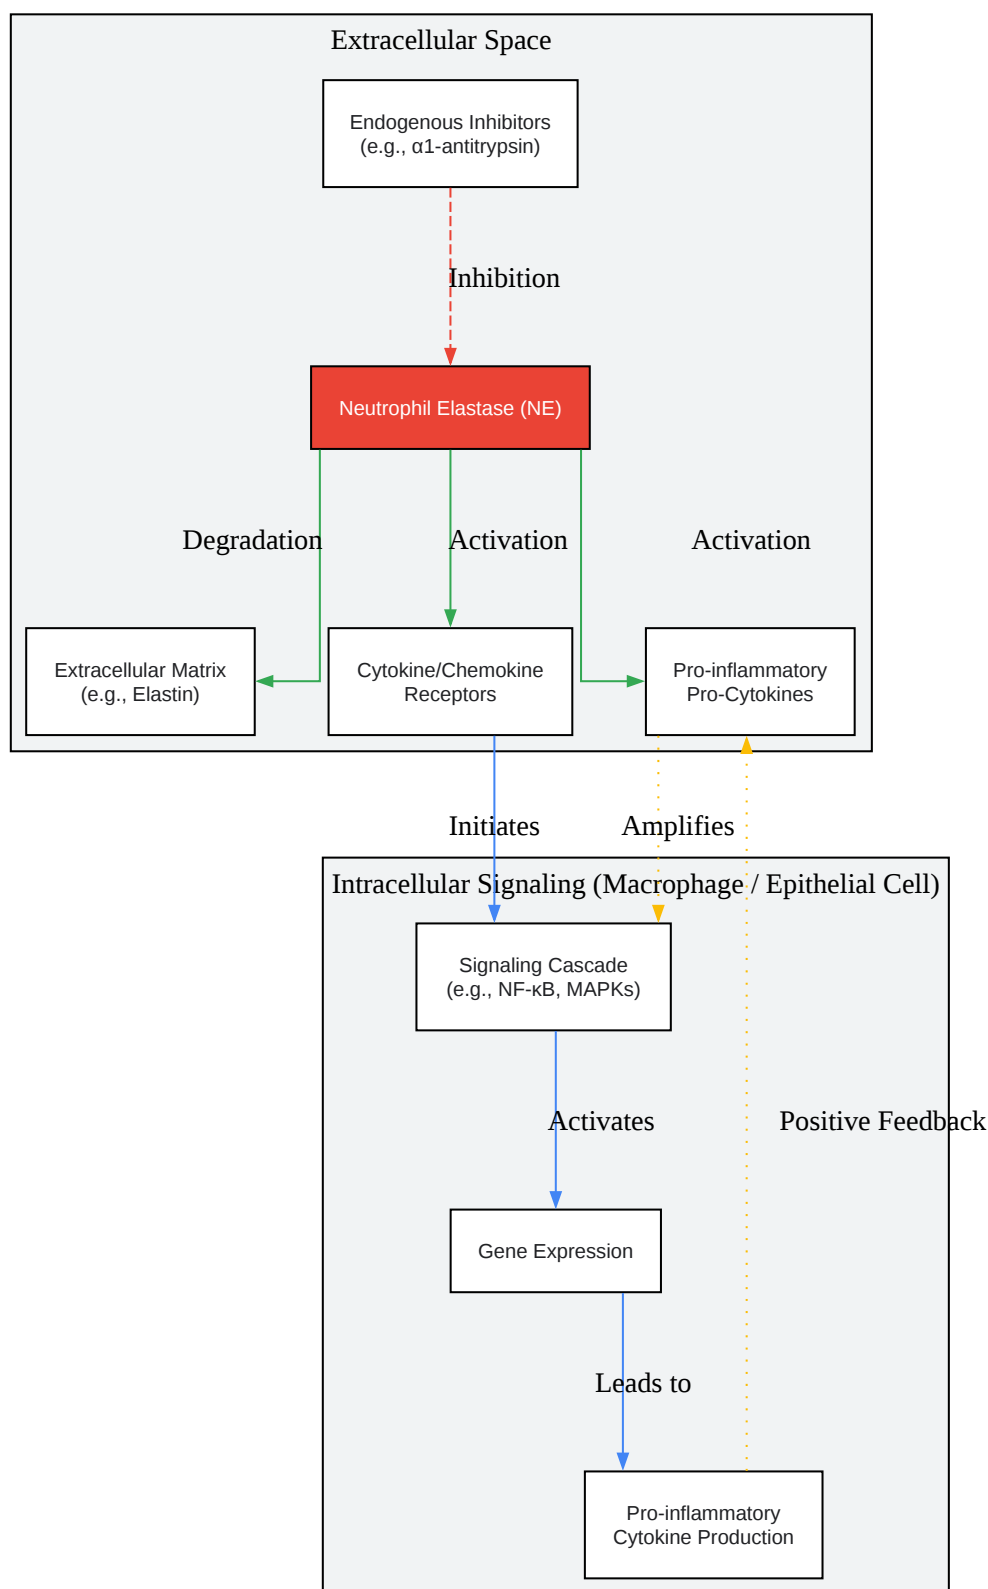 Extracellular Space
Endogenous Inhibitors
(e.g., α1-antitrypsin)
Inhibition
Neutrophil Elastase (NE)
Degradation
Activation
Activation
Extracellular Matrix
(e.g., Elastin)
Cytokine/Chemokine
Receptors
Pro-inflammatory
Pro-Cytokines
Initiates
Amplifies
Intracellular Signaling (Macrophage / Epithelial Cell)
Signaling Cascade
(e.g., NF-κB, MAPKs)
Activates
Positive Feedback
Gene Expression
Leads to
Pro-inflammatory
Cytokine Production